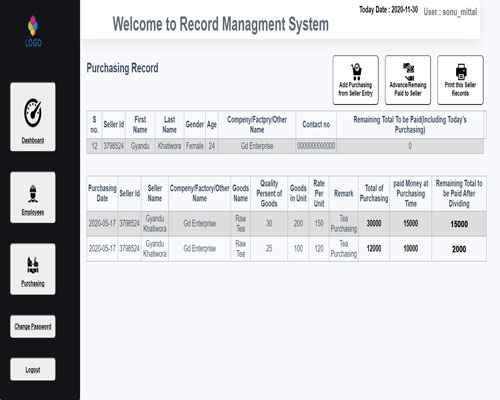 Today Date : 2020-11-30 User : sonu_mittal
Welcome to Record Managment System
LOGO
Purchasing Record
Add Purchasing
from Seller Entry
Advance/Remaing
Paid to Seller
Print this Seller
Records
S no. Seller Id First Name Last Name Gender Age Compeny/Factpry/Other Name Contact no Remaining Total To be Paid(Including Today's Purchasing)
12 3798524 Gyandu Khatiwora Female 24 Gd Enterprise 0000000000000 0
Purchasing Date Seller Id Seller Name Compeny/Factory/Other Name Goods Name Quality Persent of Goods Goods in Unit Rate Per Unit Remark Total of Purchasing paid Money at Purchasing Time Remaining Total to be Paid After Dividing
2020-05-17 3798524 Gyandu Khatiwora Gd Enterprise Raw Tea 30 200 150 Tea Purchasing 30000 15000 15000
2020-05-17 3798524 Gyandu Khatiwora Gd Enterprise Raw Tea 25 100 120 Tea Purchasing 12000 10000 2000
Dashboard
Employees
Purchasing
Change Password
Logout